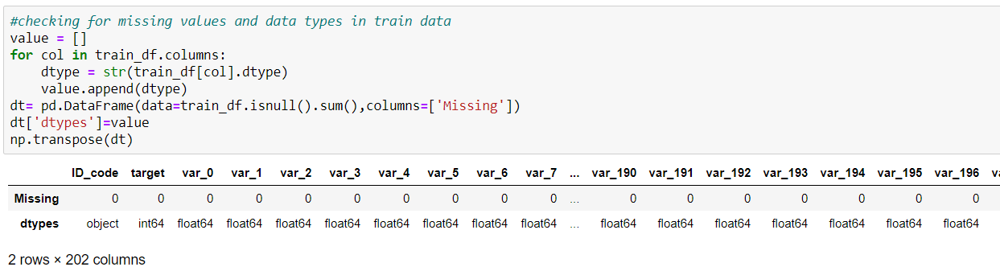 #checking for missing values and data types in train data
value = []
for col in train_df.columns:
    dtype = str(train_df[col].dtype)
    value.append(dtype)
dt= pd.DataFrame(data=train_df.isnull().sum(),columns=['Missing'])
dt['dtypes']=value
np.transpose(dt)
ID_code target var_0 var_1 var_2 var_3 var_4 var_5 var_6 var_7 ... var_190 var_191 var_192 var_193 var_194 var_195 var_196
Missing 0 0 0 0 0 0 0 0 0 0 ... 0 0 0 0 0 0 0
dtypes object int64 float64 float64 float64 float64 float64 float64 float64 float64 ... float64 float64 float64 float64 float64 float64 float64
2 rows × 202 columns